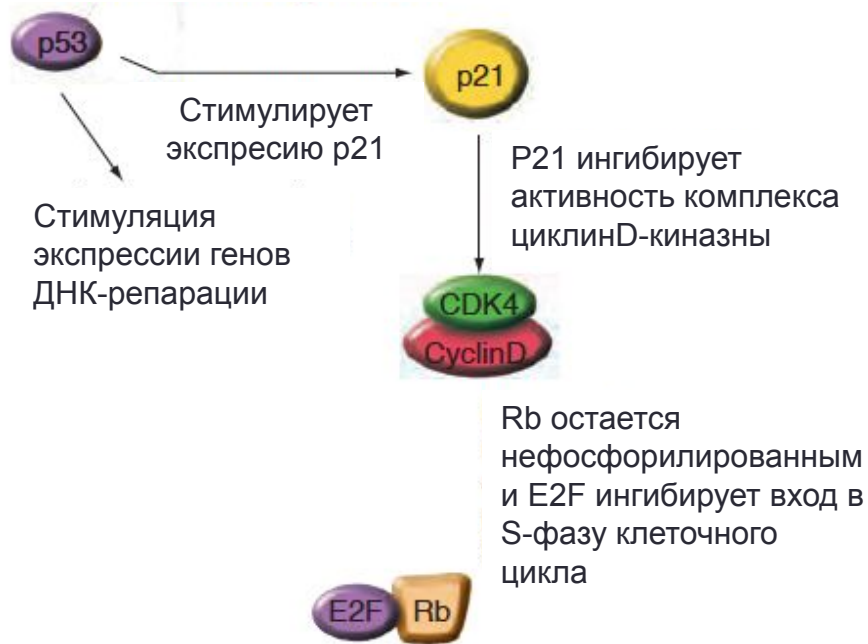 p53
p21
Стимулирует
экспресию p21
P21 ингибирует
активность комплекса
циклинD-киназны
Стимуляция
экспрессии генов
ДНК-репарации
CDK4
CyclinD
Rb остается
нефосфорилированным
и E2F ингибирует вход в
S-фазу клеточного
цикла
E2F
Rb